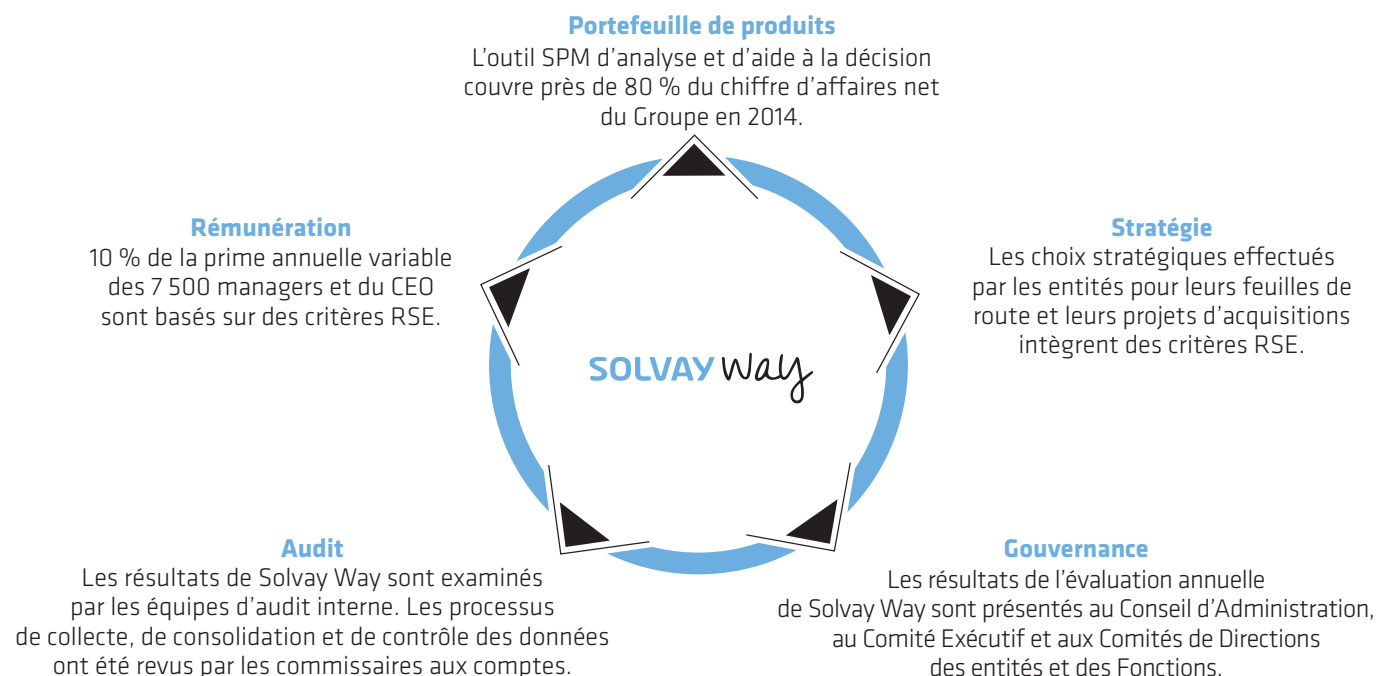 Portefeuille de produits
L'outil SPM d'analyse et d'aide à la décision
couvre près de 80 % du chiffre d'affaires net
du Groupe en 2014.
Rémunération
10 % de la prime annuelle variable
des 7 500 managers et du CEO
sont basés sur des critères RSE.
Stratégie
Les choix stratégiques effectués
par les entités pour leurs feuilles de
route et leurs projets d'acquisitions
intègrent des critères RSE.
SOLVAY way
Audit
Les résultats de Solvay Way sont examinés
par les équipes d'audit interne. Les processus
de collecte, de consolidation et de contrôle des données
ont été revus par les commissaires aux comptes.
Gouvernance
Les résultats de l'évaluation annuelle
de Solvay Way sont présentés au Conseil d'Administration,
au Comité Exécutif et aux Comités de Directions
des entités et des Fonctions.